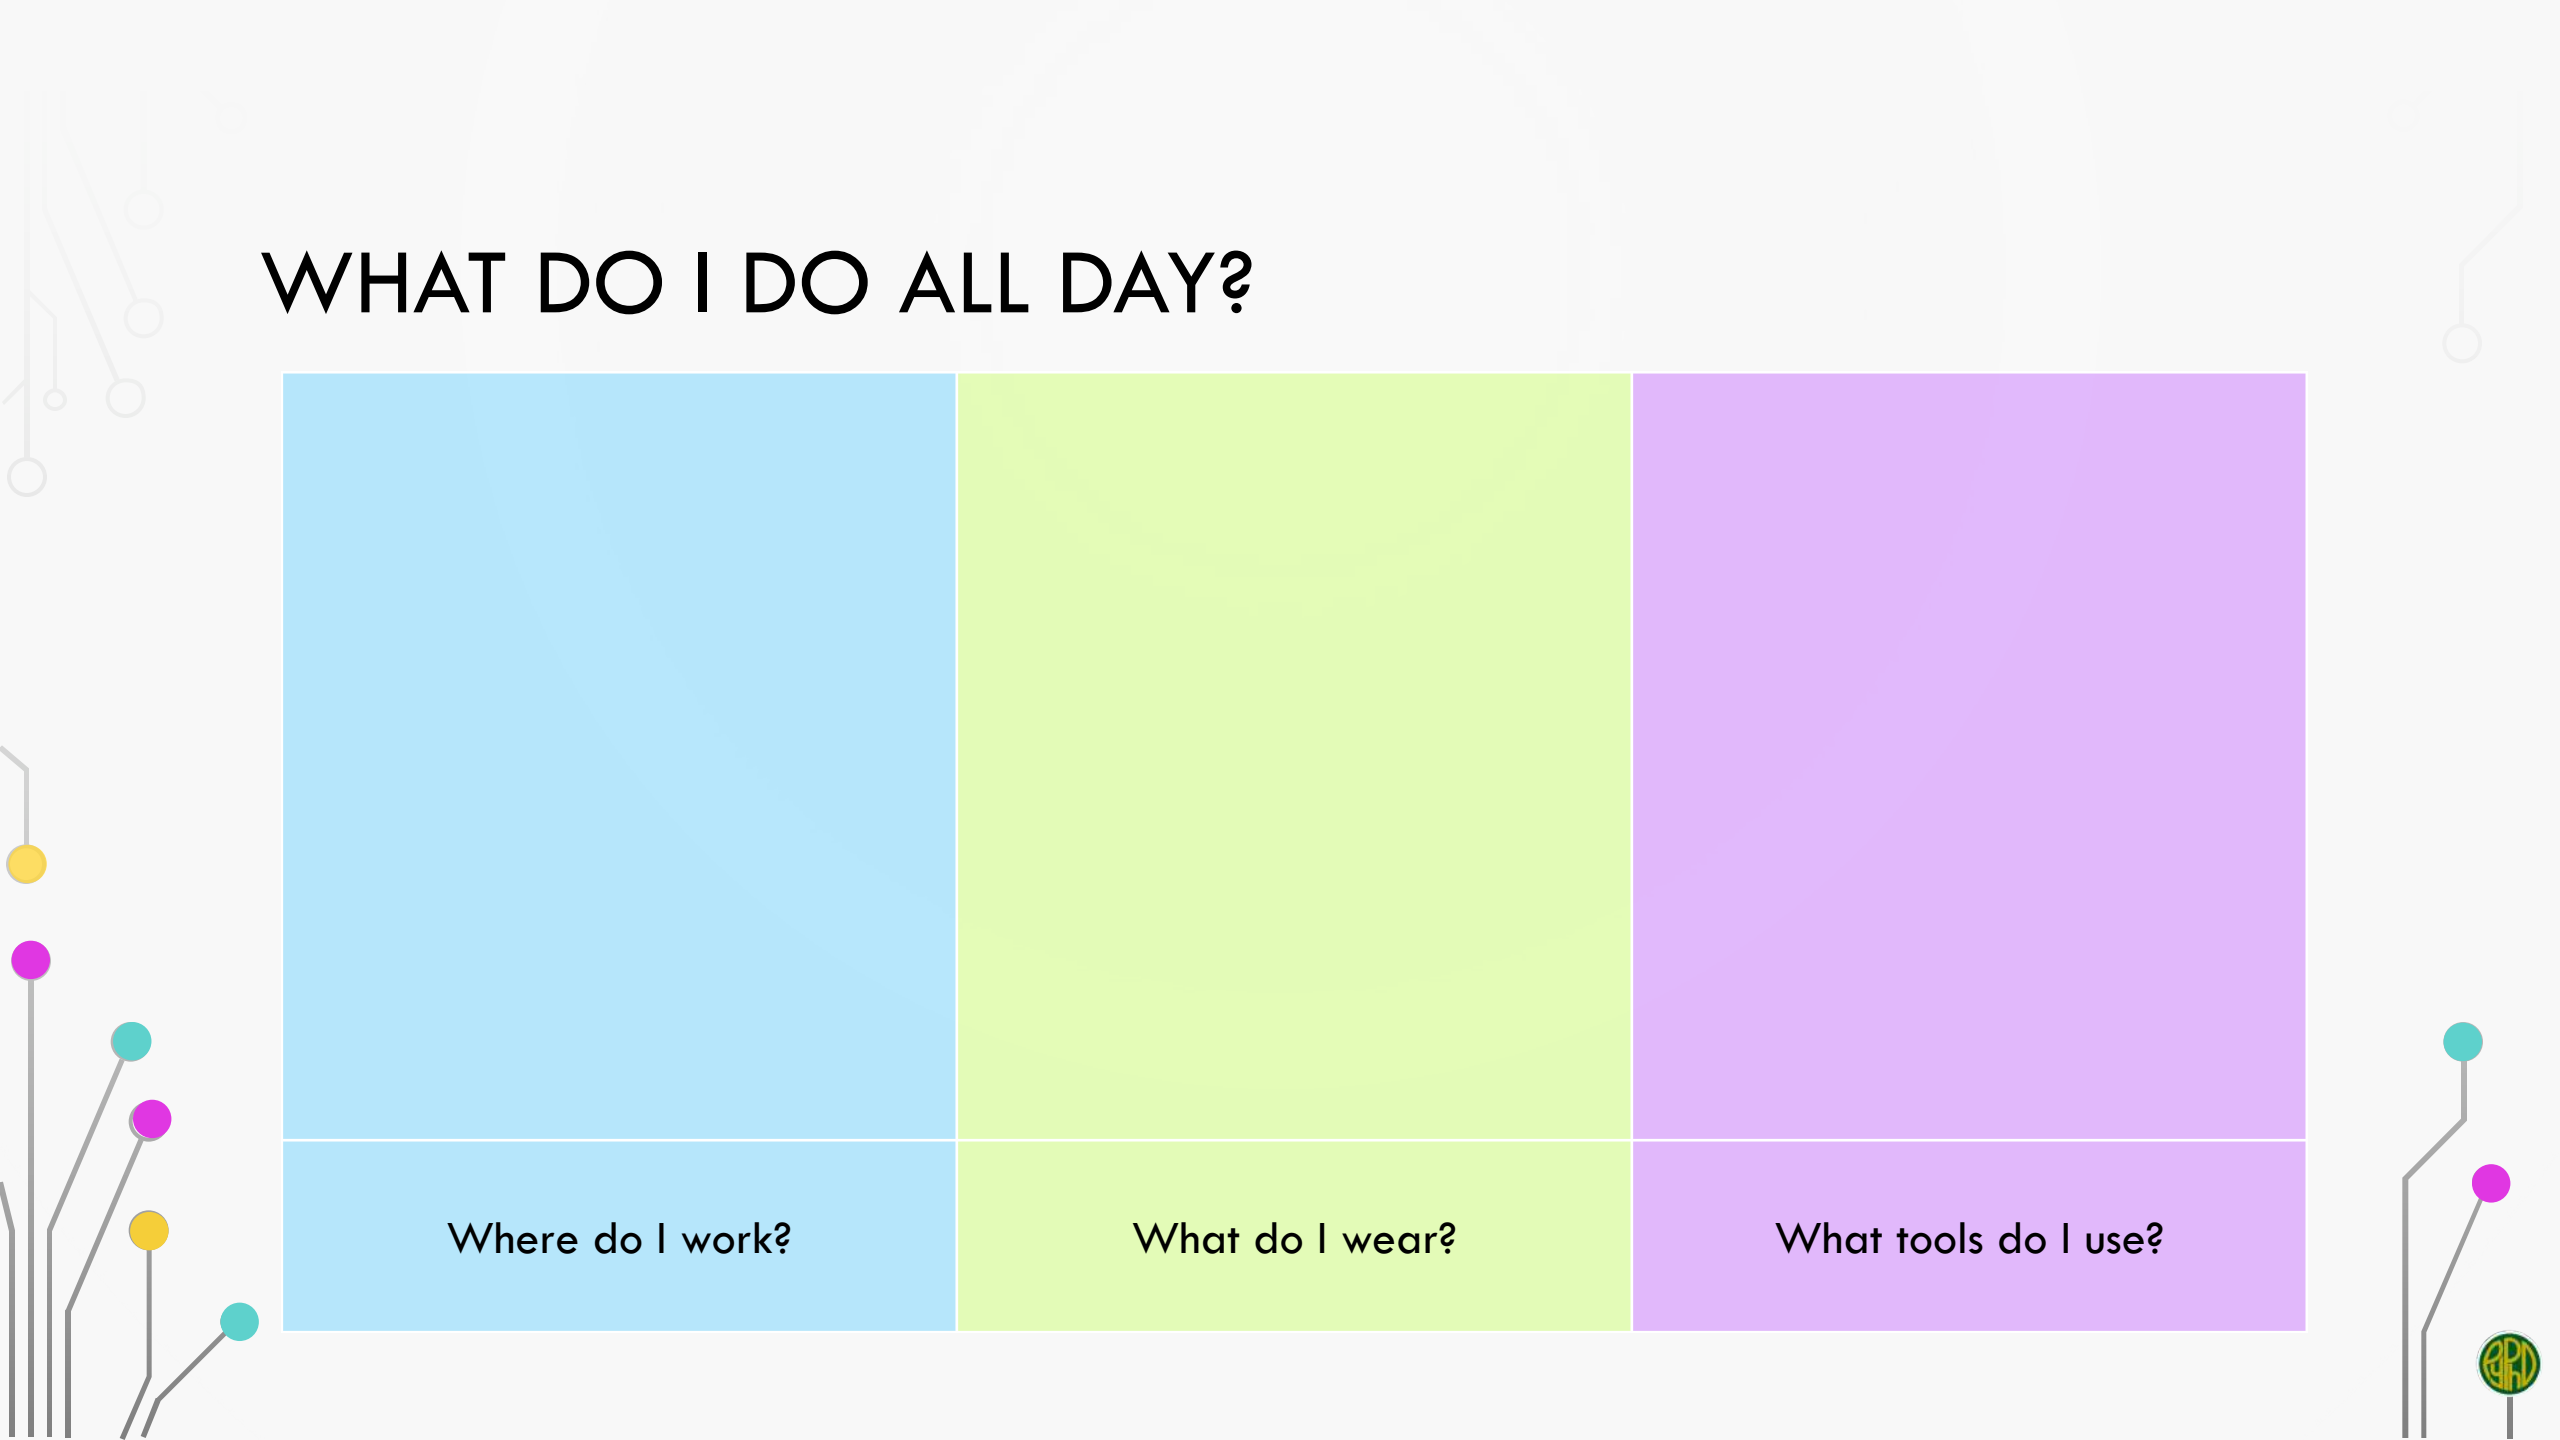 WHAT DO I DO ALL DAY?
Where do I work?
What do I wear?
What tools do I use?